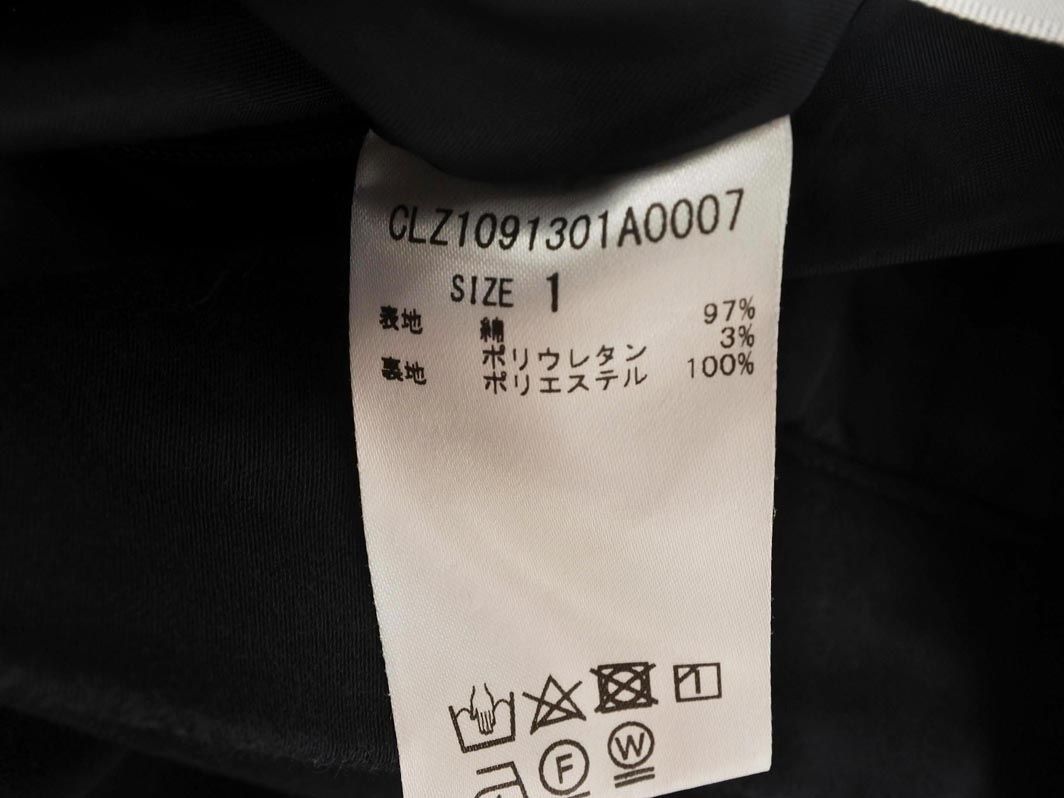 CLZ1091301A0007
SIZE 1
表地 綿 97%
ポリウレタン 3%
裏地 ポリエステル 100%
F W